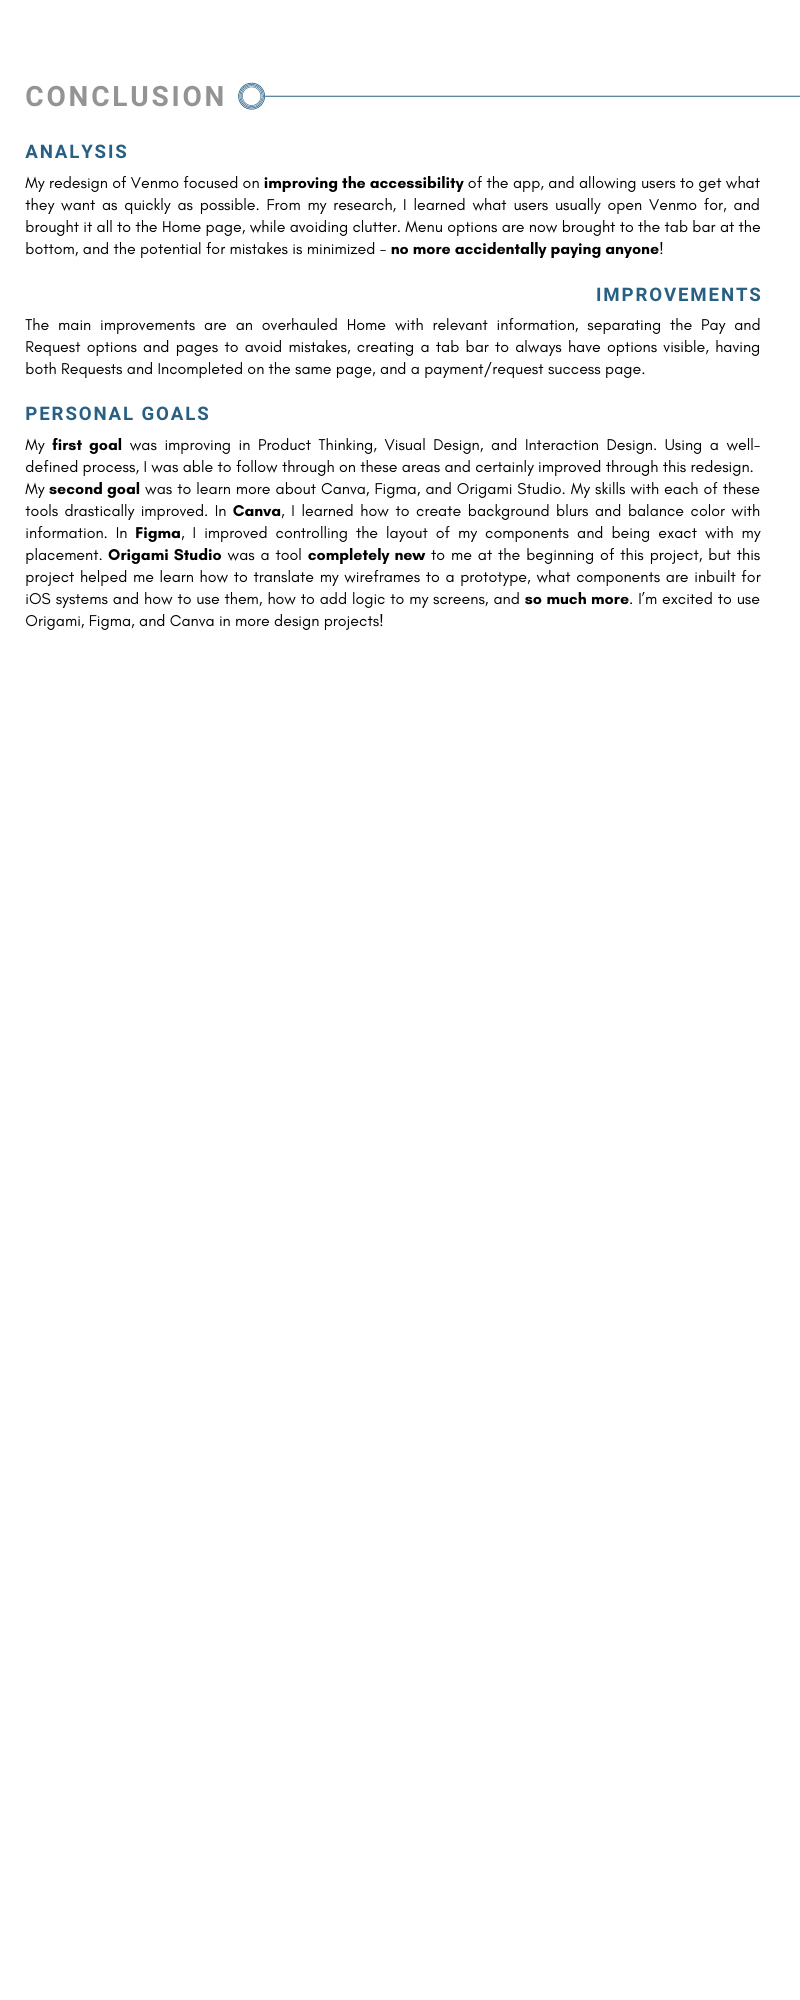 CONCLUSION
ANALYSIS
My redesign of Venmo focused on improving the accessibility of the app, and allowing users to get what
they want as quickly as possible. From my research, I learned what users usually open Venmo for, and
brought it all to the Home page, while avoiding clutter. Menu options are now brought to the tab bar at the
bottom, and the potential for mistakes is minimized - no more accidentally paying anyone!
IMPROVEMENTS
The main improvements are an overhauled Home with relevant information, separating the Pay and
Request options and pages to avoid mistakes, creating a tab bar to always have options visible, having
both Requests and Incompleted on the same page, and a payment/request success page.
PERSONAL GOALS
My first goal was improving in Product Thinking, Visual Design, and Interaction Design. Using a well-
defined process, I was able to follow through on these areas and certainly improved through this redesign.
My second goal was to learn more about Canva, Figma, and Origami Studio. My skills with each of these
tools drastically improved. In Canva, I learned how to create background blurs and balance color with
information. In Figma, I improved controlling the layout of my components and being exact with my
placement. Origami Studio was a tool completely new to me at the beginning of this project, but this
project helped me learn how to translate my wireframes to a prototype, what components are inbuilt for
iOS systems and how to use them, how to add logic to my screens, and so much more. I'm excited to use
Origami, Figma, and Canva in more design projects!